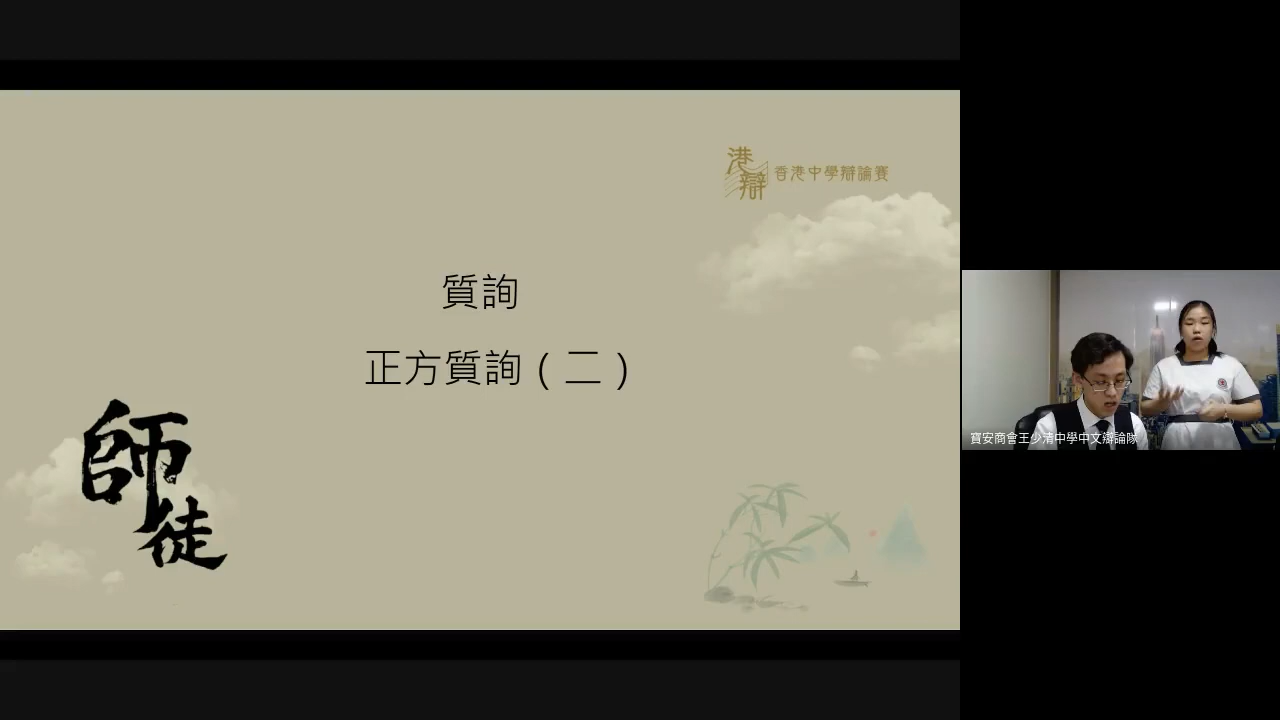 港辯 香港中學辯論賽
質詢
正方質詢（二）
師徒
寶安商會王少清中學中文辯論隊